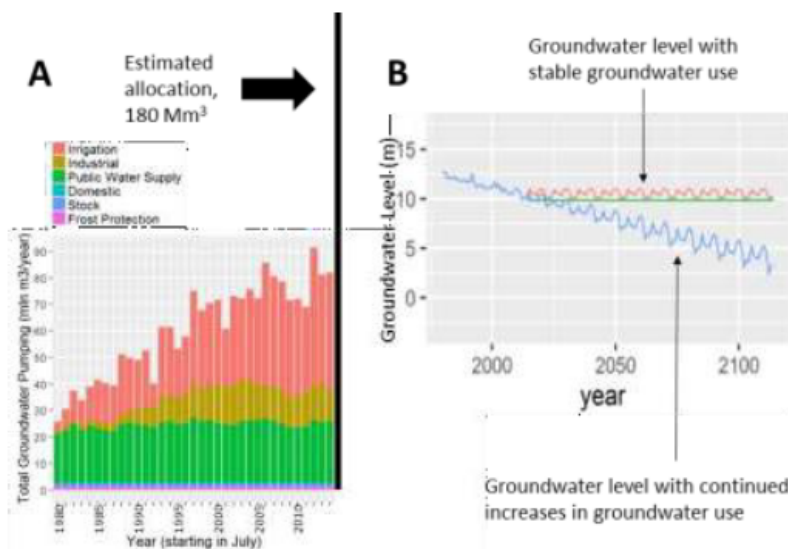 A
Estimated
allocation,
180 Mm³
Irrigation
Industrial
Public Water Supply
Domestic
Stock
Frost Protection
Total Groundwater Pumping (mln m3/year)
90
80
70
60
50
40
30
20
10
0
1980
1985
1990
1995
2000
2005
2010
Year (starting in July)
B
Groundwater level with
stable groundwater use
Groundwater Level (m)
15
10
5
0
2000
2050
2100
year
Groundwater level with continued
increases in groundwater use